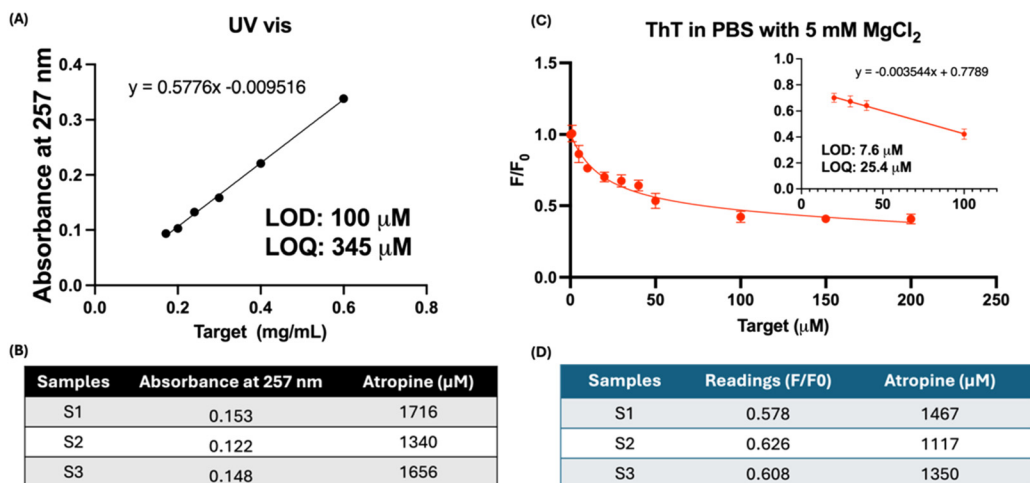 (A)
UV vis
Absorbance at 257 nm
0.4
0.3
0.2
0.1
0.0
y = 0.5776x -0.009516
LOD: 100 μM
LOQ: 345 μM
0.0 0.2 0.4 0.6 0.8
Target (mg/mL)
(B)
Samples Absorbance at 257 nm Atropine (μM)
S1 0.153 1716
S2 0.122 1340
S3 0.148 1656
(C)
ThT in PBS with 5 mM MgCl₂
F/F₀
1.5
1.0
0.5
0.0
0 50 100 150 200 250
Target (μM)
1.0
0.8
0.6
0.4
0.2
0.0
y = -0.003544x + 0.7789
LOD: 7.6 μM
LOQ: 25.4 μM
0 50 100
(D)
Samples Readings (F/F0) Atropine (μM)
S1 0.578 1467
S2 0.626 1117
S3 0.608 1350